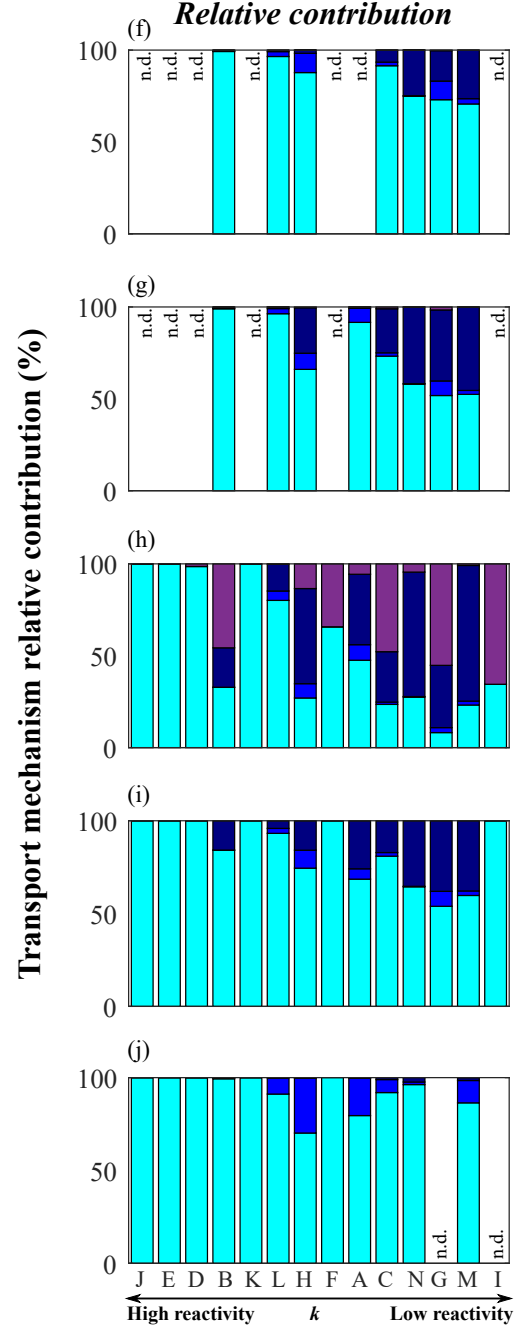 Relative contribution
Transport mechanism relative contribution (%)
(f)
100
50
0
n.d.
n.d.
n.d.
n.d.
n.d.
n.d.
n.d.
(g)
100
50
0
n.d.
n.d.
n.d.
n.d.
n.d.
n.d.
(h)
100
50
0
(i)
100
50
0
(j)
100
50
0
n.d.
n.d.
J E D B K L H F A C N G M I
High reactivity k Low reactivity